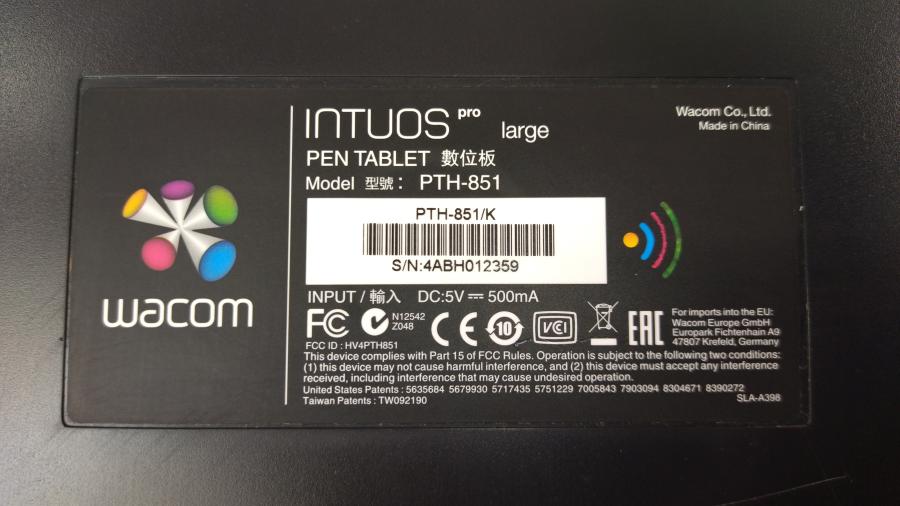 wacom
INTUOS pro large
PEN TABLET 數位板
Model 型號： PTH-851
Wacom Co., Ltd.
Made in China
PTH-851/K
S/N:4ABH012359
INPUT / 輸入 DC:5V ⎓ 500mA
FC
N12542
Z048
CE
10
VCI
EAC
For imports into the EU:
Wacom Europe GmbH
Europark Fichtenhain A9
47807 Krefeld, Germany
FCC ID : HV4PTH851
This device complies with Part 15 of FCC Rules. Operation is subject to the following two conditions:
(1) this device may not cause harmful interference, and (2) this device must accept any interference
received, including interference that may cause undesired operation.
United States Patents : 5635684 5679930 5717435 5751229 7005843 7903094 8304671 8390272
Taiwan Patents : TW092190
SLA-A398